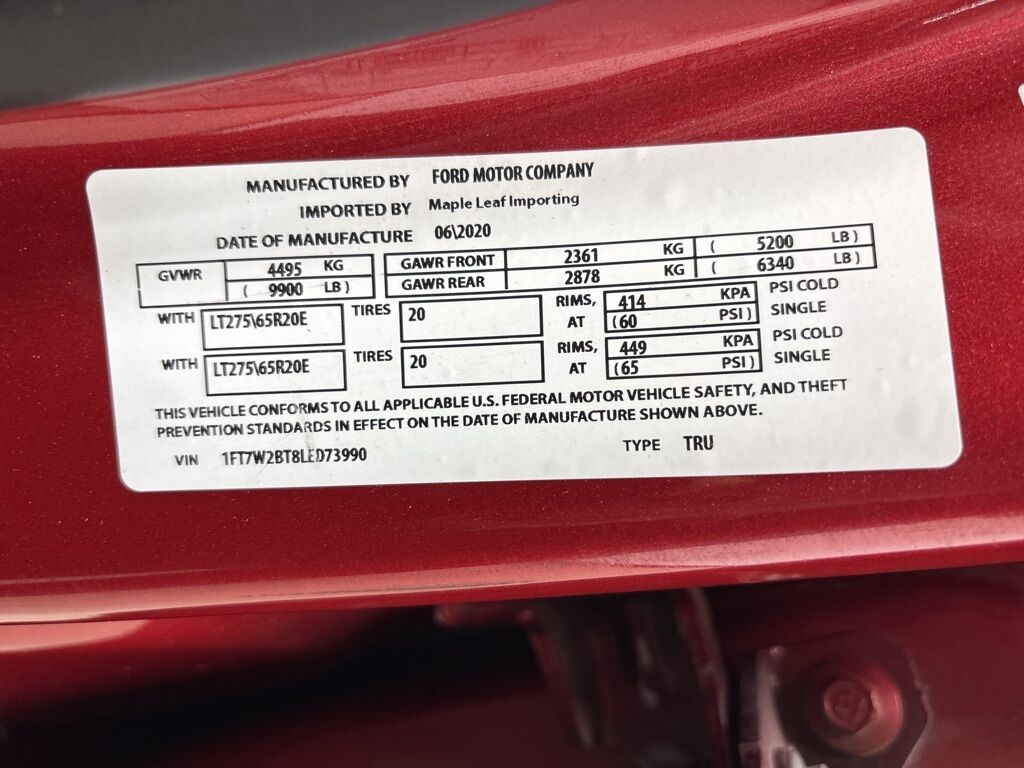 MANUFACTURED BY FORD MOTOR COMPANY
IMPORTED BY Maple Leaf Importing
DATE OF MANUFACTURE 06\2020
GVWR 4495 KG GAWR FRONT 2361 KG ( 5200 LB )
( 9900 LB ) GAWR REAR 2878 KG ( 6340 LB )
WITH LT275\65R20E TIRES 20 RIMS, AT 414 KPA PSI COLD
(60 PSI ) SINGLE
WITH LT275\65R20E TIRES 20 RIMS, AT 449 KPA PSI COLD
(65 PSI ) SINGLE
THIS VEHICLE CONFORMS TO ALL APPLICABLE U.S. FEDERAL MOTOR VEHICLE SAFETY, AND THEFT
PREVENTION STANDARDS IN EFFECT ON THE DATE OF MANUFACTURE SHOWN ABOVE.
VIN 1FT7W2BT8LED73990 TYPE TRU